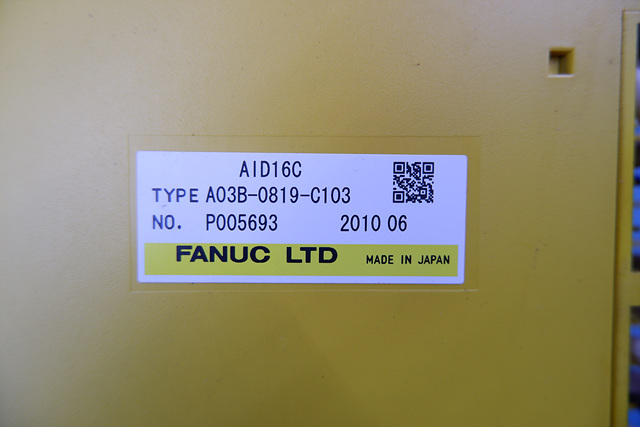 AID16C
TYPE A03B-0819-C103
NO. P005693 2010 06
FANUC LTD MADE IN JAPAN